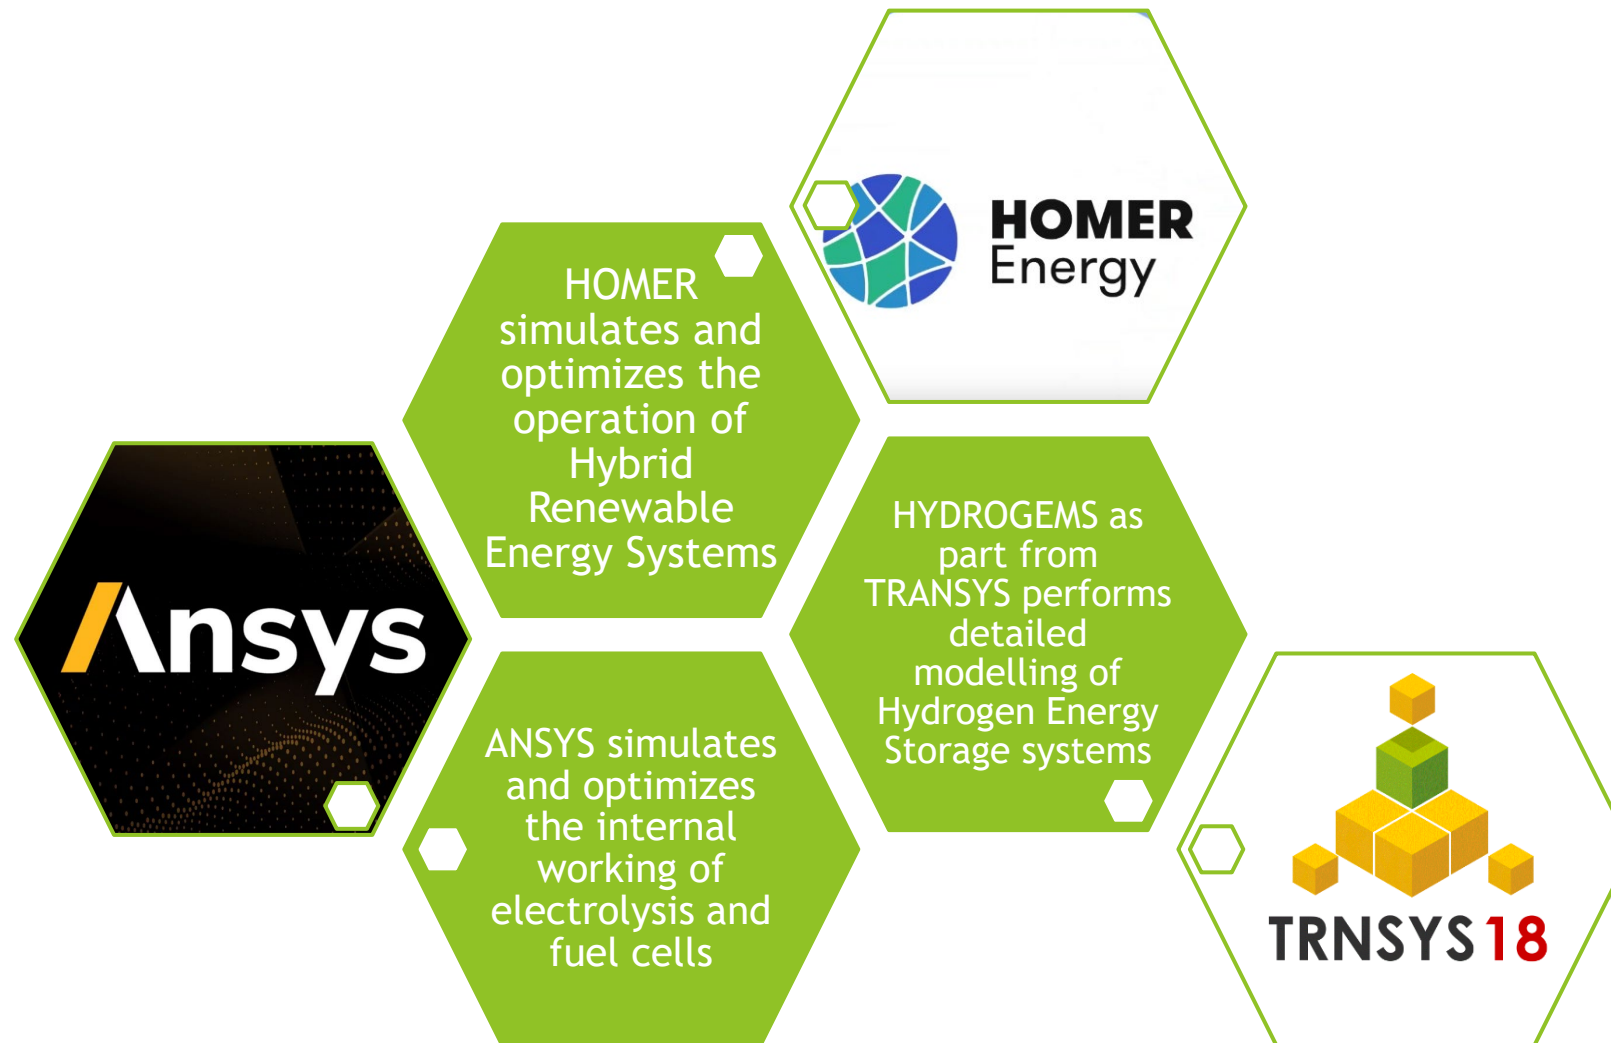 HOMER
Energy
HOMER
simulates and
optimizes the
operation of
Hybrid
Renewable
Energy Systems
HYDROGEMS as
part from
TRANSYS performs
detailed
modelling of
Hydrogen Energy
Storage systems
Ansys
ANSYS simulates
and optimizes
the internal
working of
electrolysis and
fuel cells
TRNSYS18